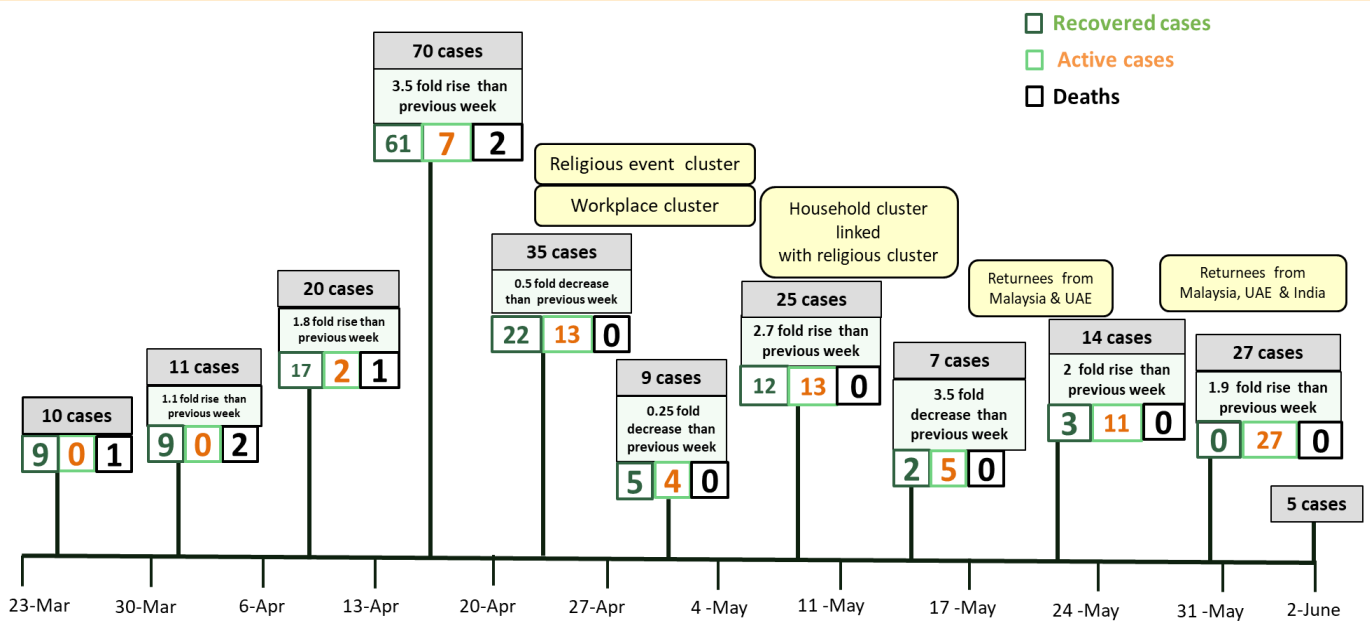 Recovered cases
Active cases
Deaths
70 cases
3.5 fold rise than
previous week
61 7 2
Religious event cluster
Workplace cluster
Household cluster
linked
with religious cluster
35 cases
0.5 fold decrease
than previous week
22 13 0
Returnees from
Malaysia & UAE
Returnees from
Malaysia, UAE & India
20 cases
1.8 fold rise than
previous week
17 2 1
25 cases
2.7 fold rise than
previous week
12 13 0
14 cases
2 fold rise than
previous week
3 11 0
27 cases
1.9 fold rise than
previous week
0 27 0
11 cases
1.1 fold rise than
previous week
9 0 2
9 cases
0.25 fold
decrease than
previous week
5 4 0
7 cases
3.5 fold
decrease than
previous week
2 5 0
10 cases
9 0 1
5 cases
23-Mar 30-Mar 6-Apr 13-Apr 20-Apr 27-Apr 4 -May 11 -May 17 -May 24 -May 31 -May 2-June